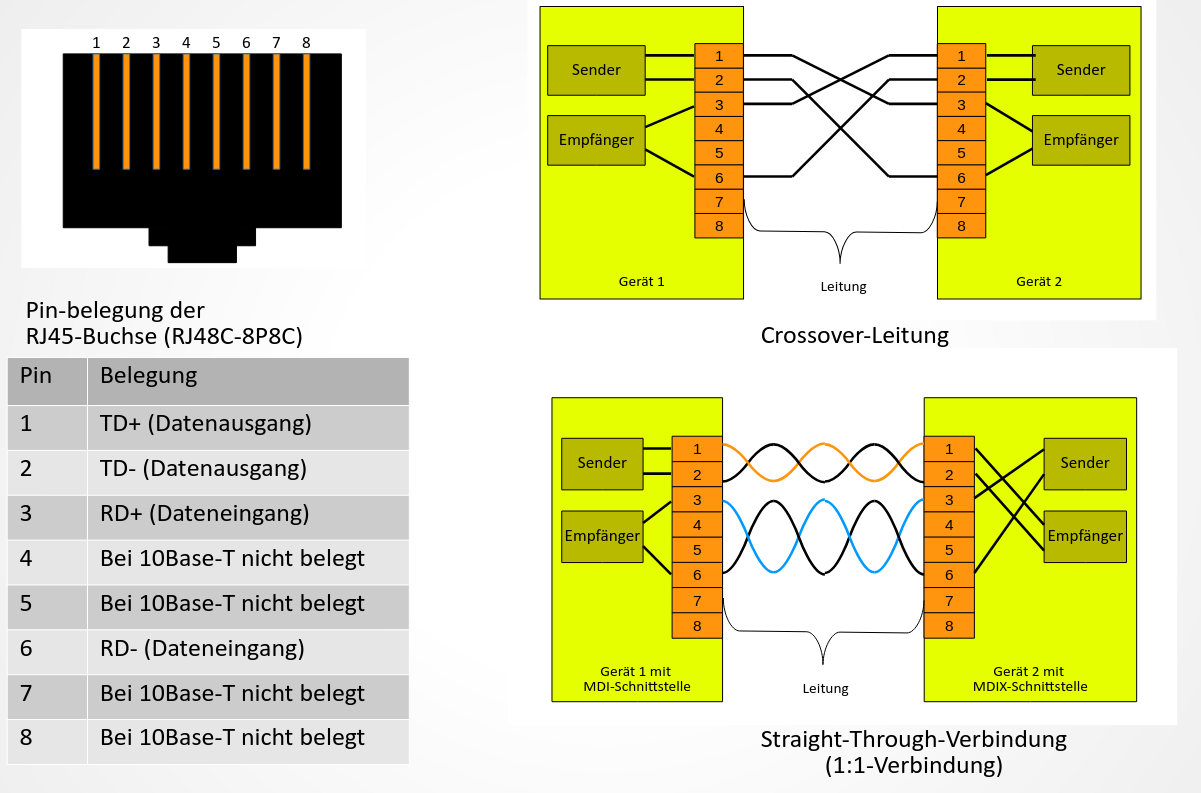 1 2 3 4 5 6 7 8
Pin-belegung der
RJ45-Buchse (RJ48C-8P8C)
Pin Belegung
1 TD+ (Datenausgang)
2 TD- (Datenausgang)
3 RD+ (Dateneingang)
4 Bei 10Base-T nicht belegt
5 Bei 10Base-T nicht belegt
6 RD- (Dateneingang)
7 Bei 10Base-T nicht belegt
8 Bei 10Base-T nicht belegt
Sender
Empfänger
1
2
3
4
5
6
7
8
Gerät 1
Leitung
1
2
3
4
5
6
7
8
Sender
Empfänger
Gerät 2
Crossover-Leitung
Sender
Empfänger
1
2
3
4
5
6
7
8
Gerät 1 mit
MDI-Schnittstelle
Leitung
1
2
3
4
5
6
7
8
Sender
Empfänger
Gerät 2 mit
MDIX-Schnittstelle
Straight-Through-Verbindung
(1:1-Verbindung)